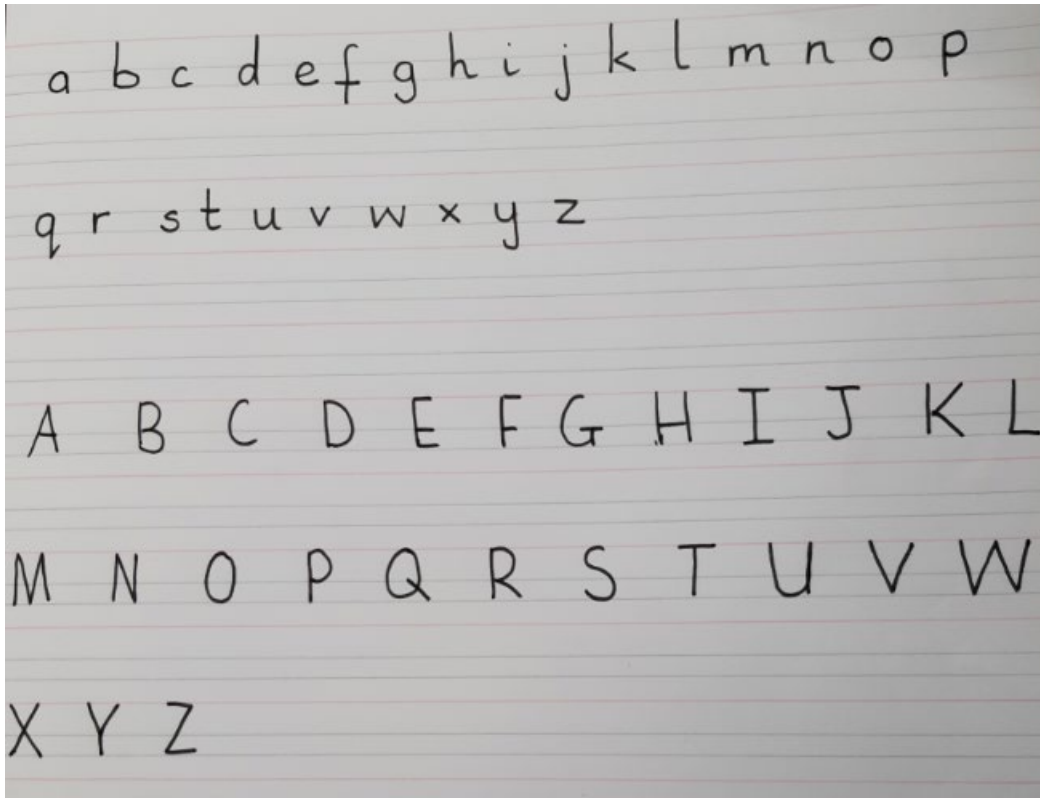 a b c d e f g h i j k l m n o p
q r s t u v w x y z
A B C D E F G H I J K L
M N O P Q R S T U V W
X Y Z